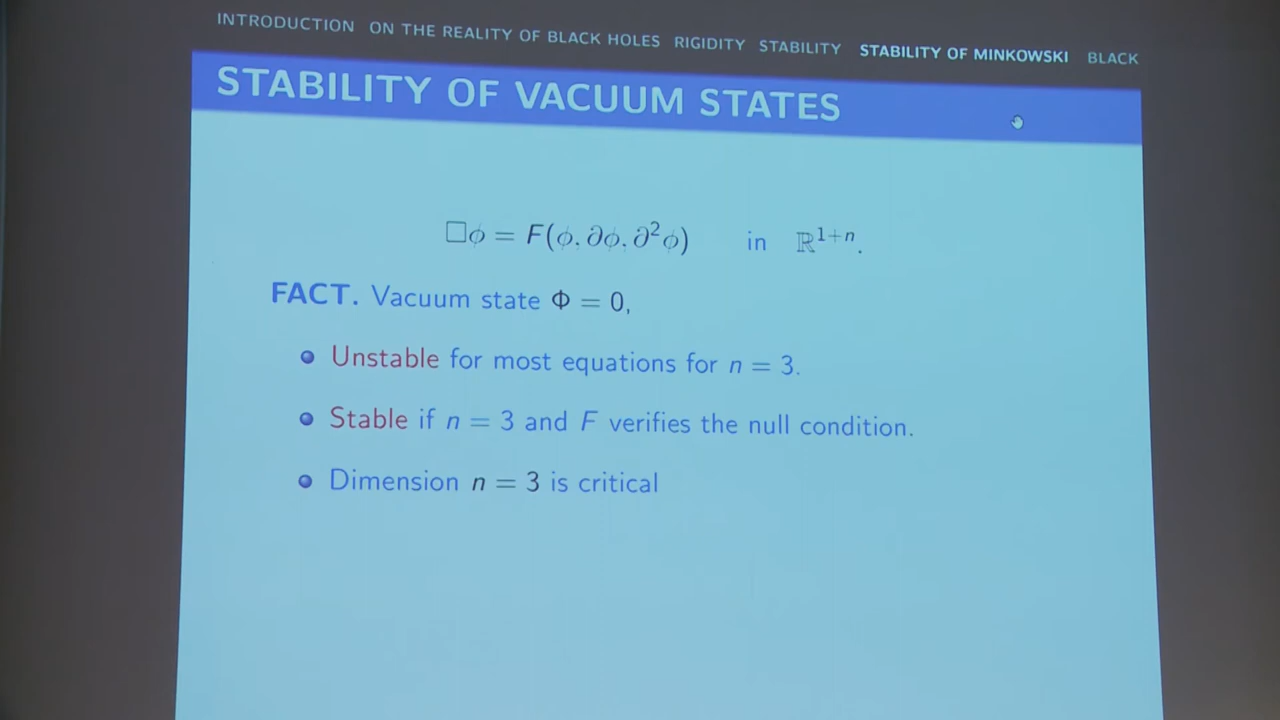 INTRODUCTION ON THE REALITY OF BLACK HOLES RIGIDITY STABILITY STABILITY OF MINKOWSKI BLACK
STABILITY OF VACUUM STATES
□ϕ = F(ϕ, ∂ϕ, ∂²ϕ) in ℝ¹⁺ⁿ.
FACT. Vacuum state Φ = 0,
Unstable for most equations for n = 3.
Stable if n = 3 and F verifies the null condition.
Dimension n = 3 is critical